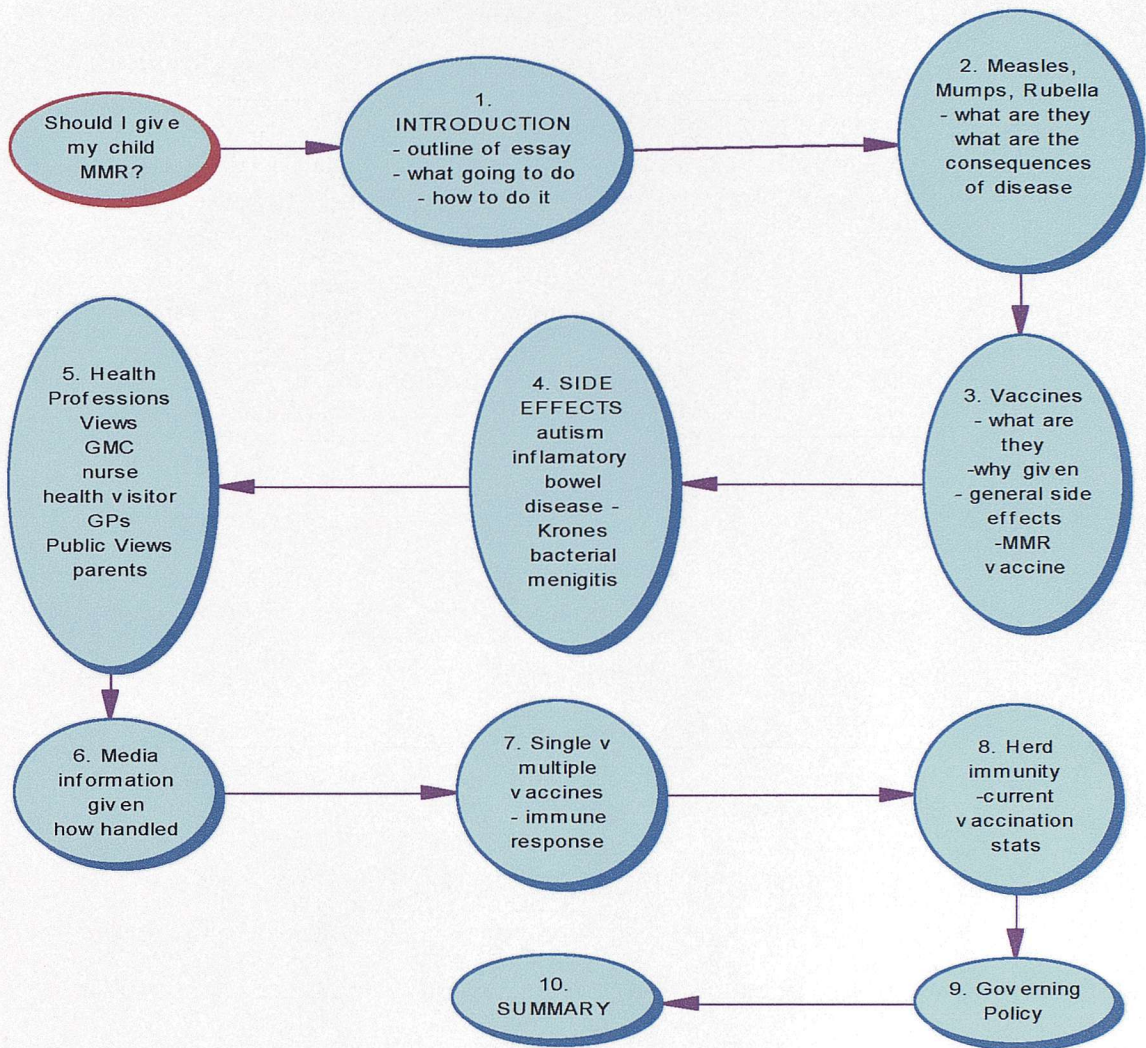 Should I give
my child
MMR?
1.
INTRODUCTION
- outline of essay
- what going to do
- how to do it
2. Measles,
Mumps, Rubella
- what are they
what are the
consequences
of disease
3. Vaccines
- what are
they
-why given
- general side
effects
-MMR
vaccine
4. SIDE
EFFECTS
autism
inflamatory
bowel
disease -
Krones
bacterial
menigitis
5. Health
Professions
Views
GMC
nurse
health visitor
GPs
Public Views
parents
6. Media
information
given
how handled
7. Single v
multiple
vaccines
- immune
response
8. Herd
immunity
-current
vaccination
stats
9. Governing
Policy
10.
SUMMARY